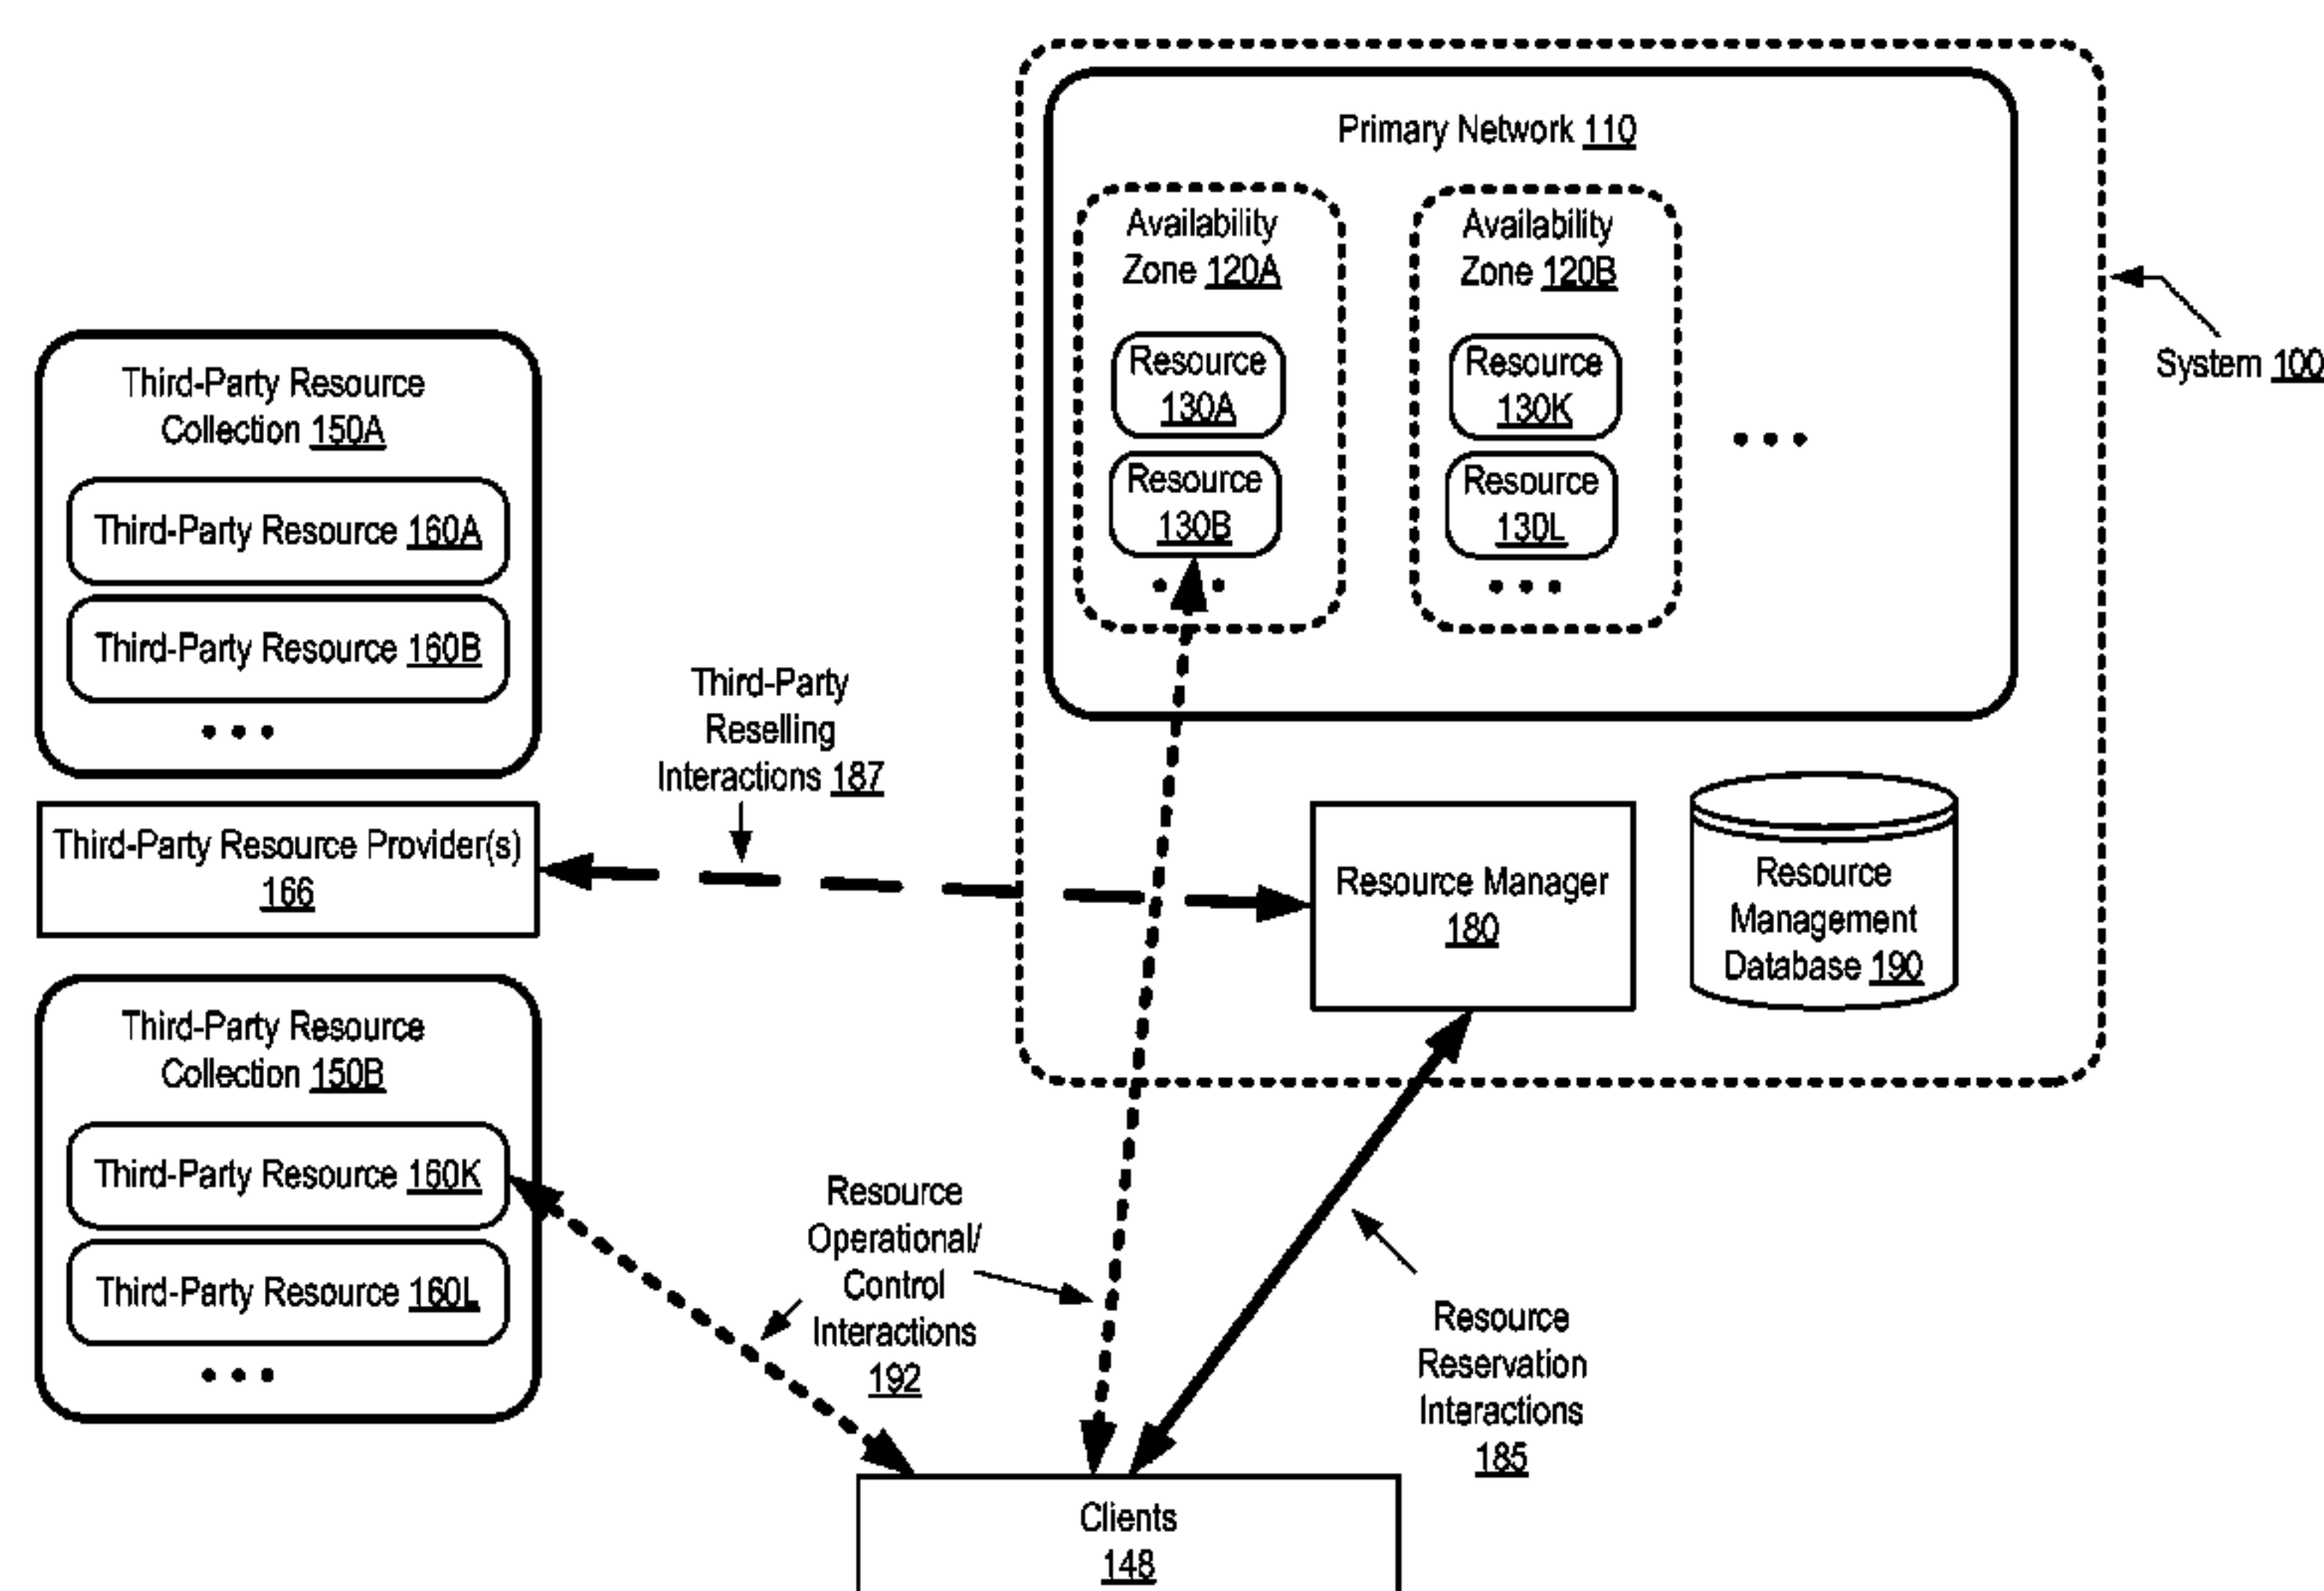 Primary Network 110
Availability
Zone 120A
Resource
130A
Resource
130B
Availability
Zone 120B
Resource
130K
Resource
130L
System 100
Third-Party Resource
Collection 150A
Third-Party Resource 160A
Third-Party Resource 160B
Third-Party
Reselling
Interactions 187
Third-Party Resource Provider(s)
166
Resource Manager
180
Resource
Management
Database 190
Third-Party Resource
Collection 150B
Third-Party Resource 160K
Third-Party Resource 160L
Resource
Operational/
Control
Interactions
192
Resource
Reservation
Interactions
185
Clients
148